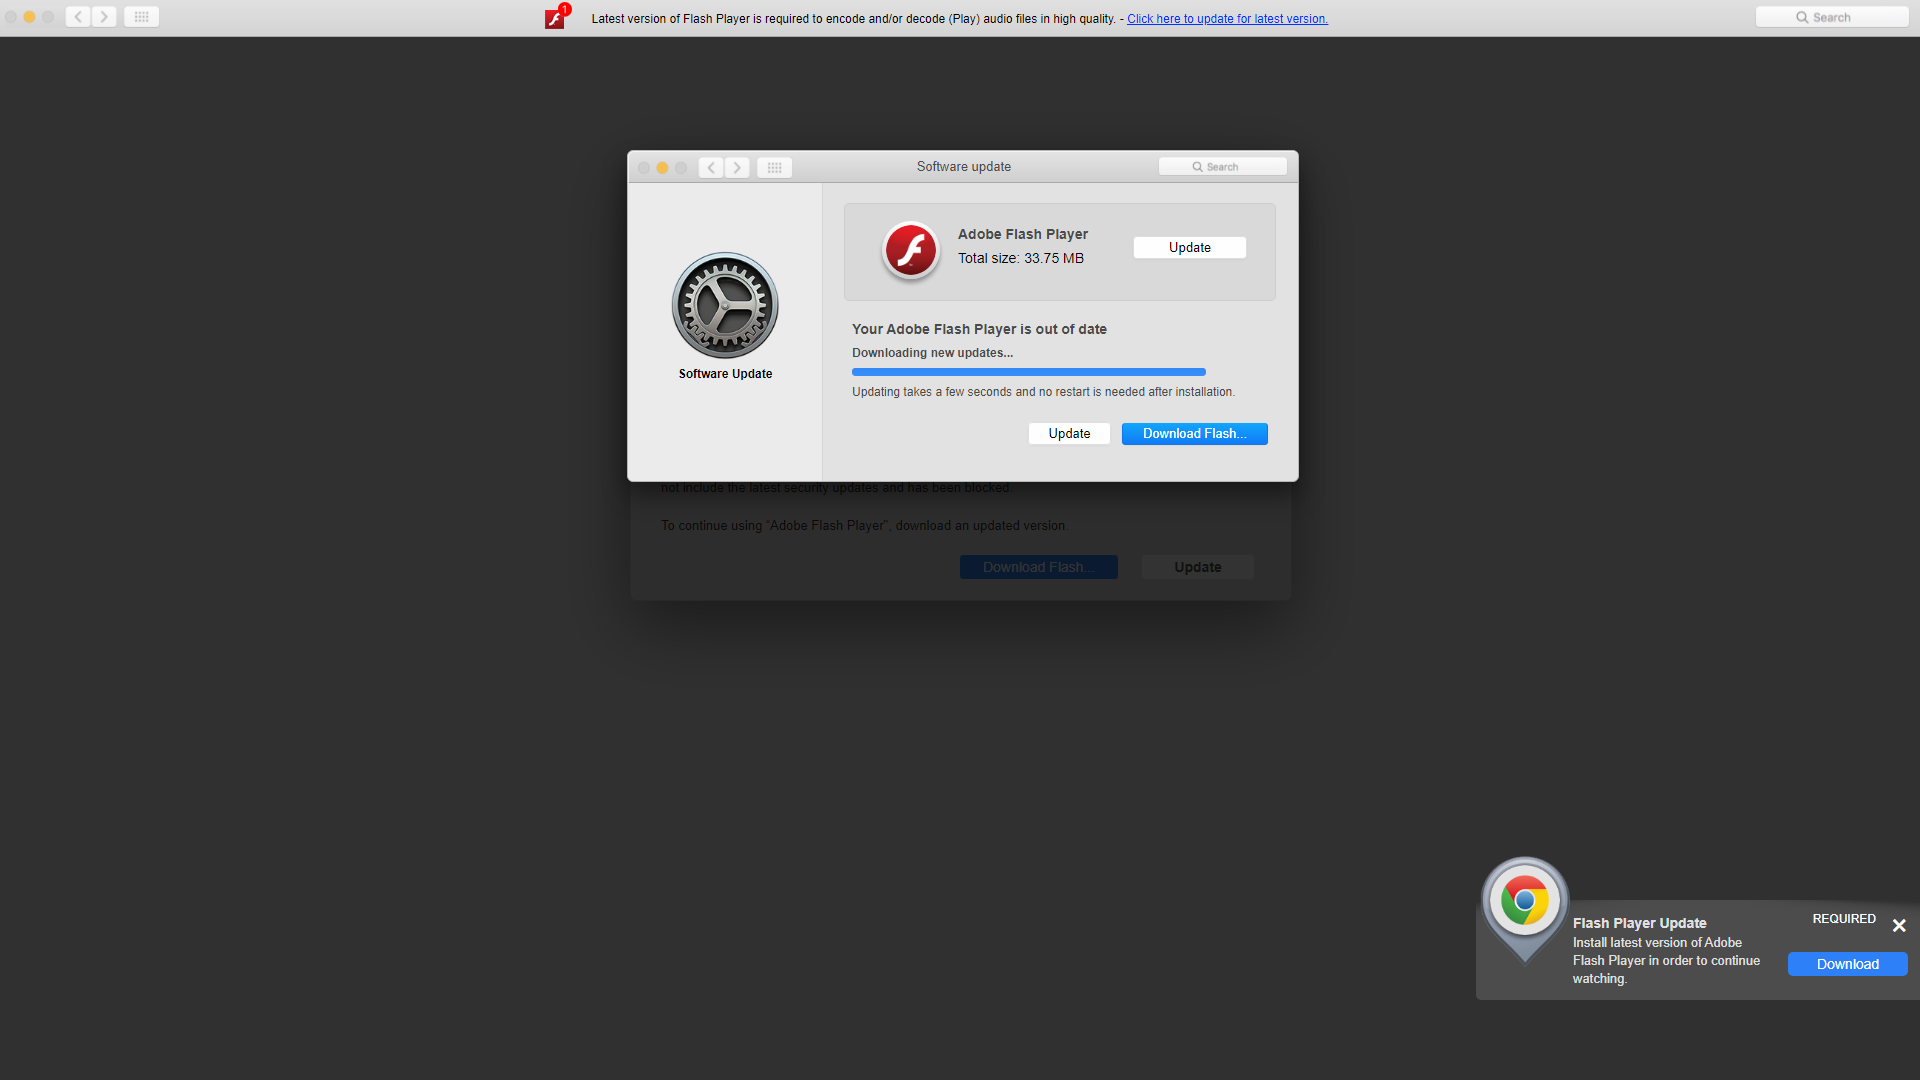 1
Latest version of Flash Player is required to encode and/or decode (Play) audio files in high quality. - Click here to update for latest version.
Search
Software update
Search
Adobe Flash Player
Total size: 33.75 MB
Update
Software Update
Your Adobe Flash Player is out of date
Downloading new updates...
Updating takes a few seconds and no restart is needed after installation.
Update
Download Flash...
not include the latest security updates and has been blocked.
To continue using “Adobe Flash Player”, download an updated version.
Download Flash...
Update
Flash Player Update
REQUIRED
Install latest version of Adobe
Flash Player in order to continue
watching.
Download